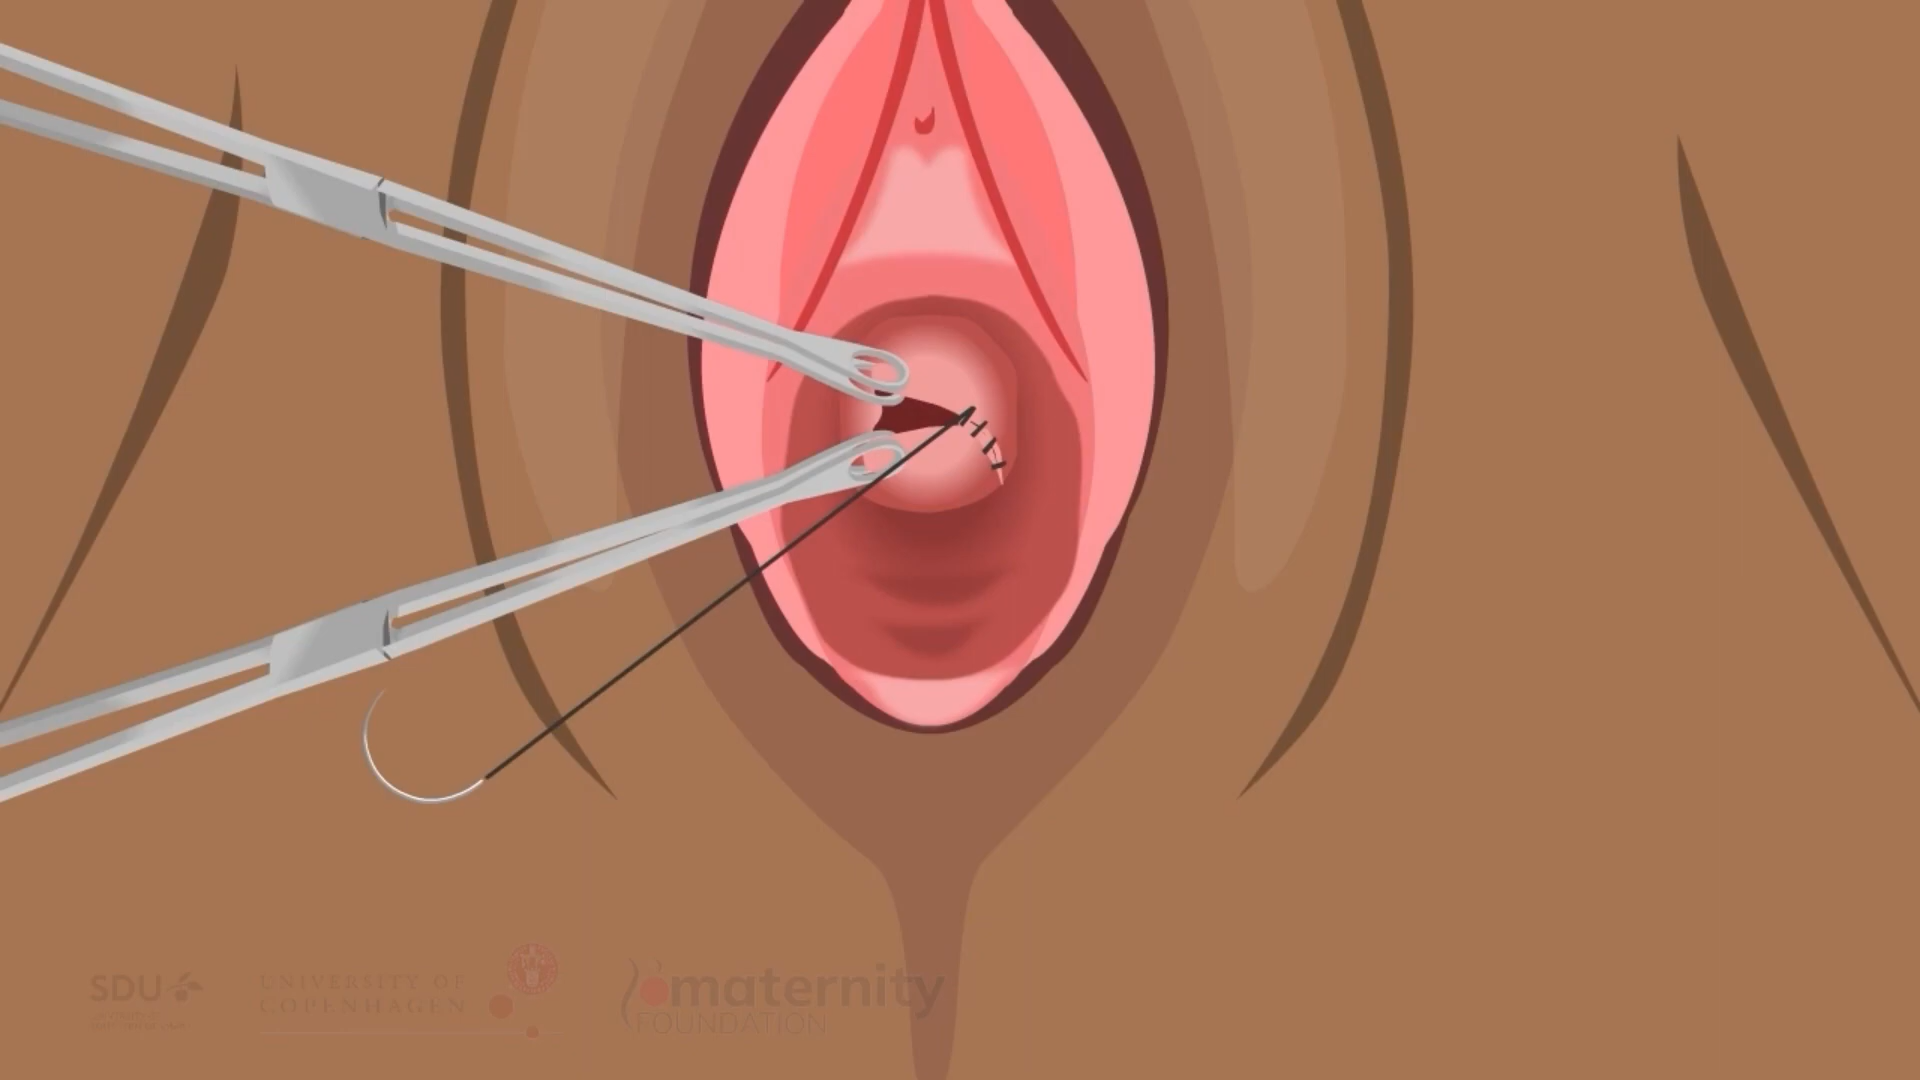 SDU
UNIVERSITY OF
COPENHAGEN
maternity
FOUNDATION